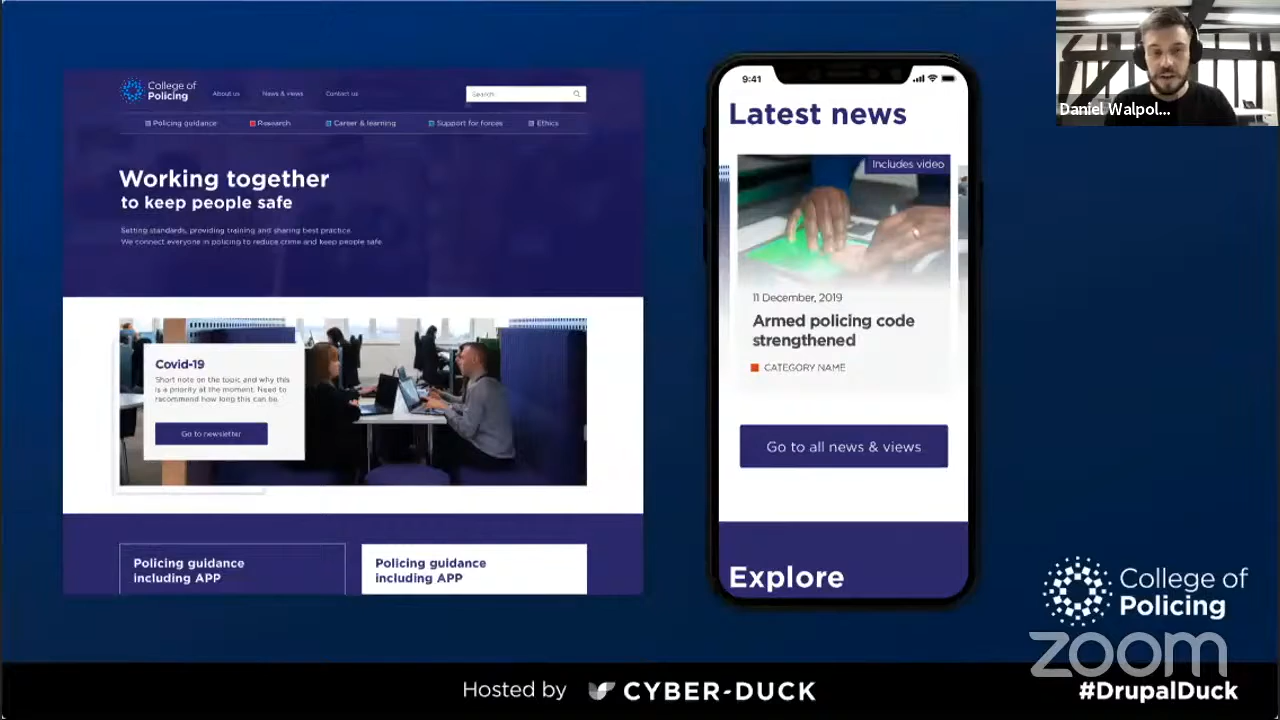 College of
Policing
About us
News & views
Contact us
Search
Policing guidance
Research
Career & learning
Support for forces
Ethics
Working together
to keep people safe
Setting standards, providing training and sharing best practice.
We connect everyone in policing to reduce crime and keep people safe
Covid-19
Short note on the topic and why this
is a priority at the moment. Need to
recommend how long this can be.
Go to newsletter
Policing guidance
including APP
Policing guidance
including APP
9:41
Latest news
Includes video
11 December, 2019
Armed policing code
strengthened
CATEGORY NAME
Go to all news & views
Explore
Daniel Walpol...
College of
Policing
zoom
Hosted by CYBER-DUCK
#DrupalDuck